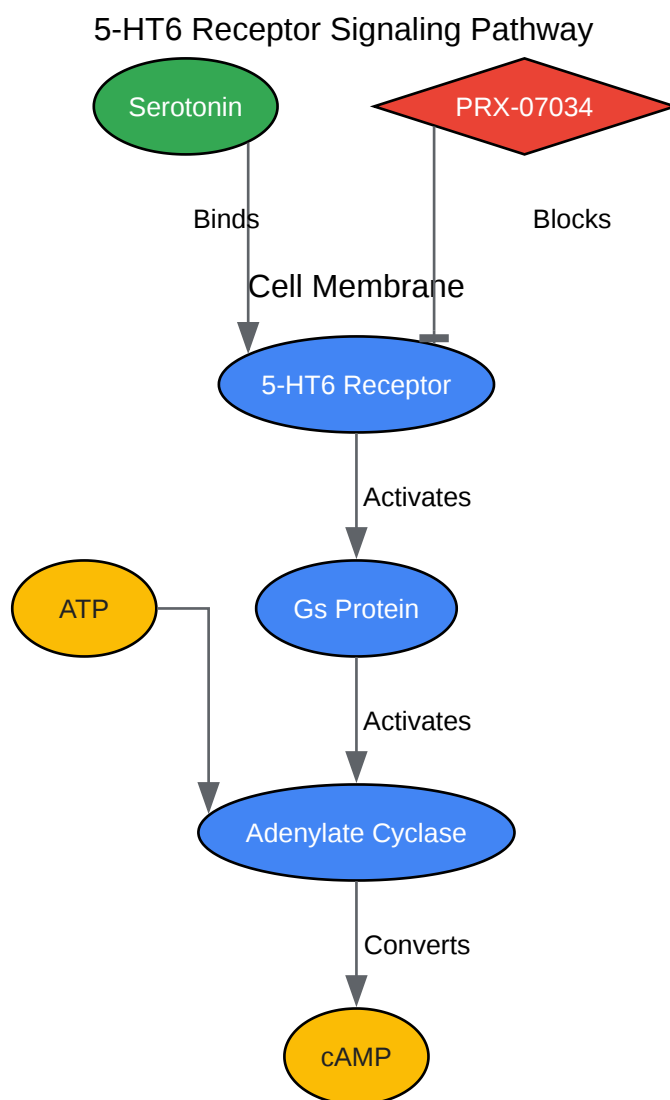 5-HT6 Receptor Signaling Pathway
Serotonin
PRX-07034
Binds
Blocks
Cell Membrane
5-HT6 Receptor
Activates
ATP
Gs Protein
Activates
Adenylate Cyclase
Converts
cAMP